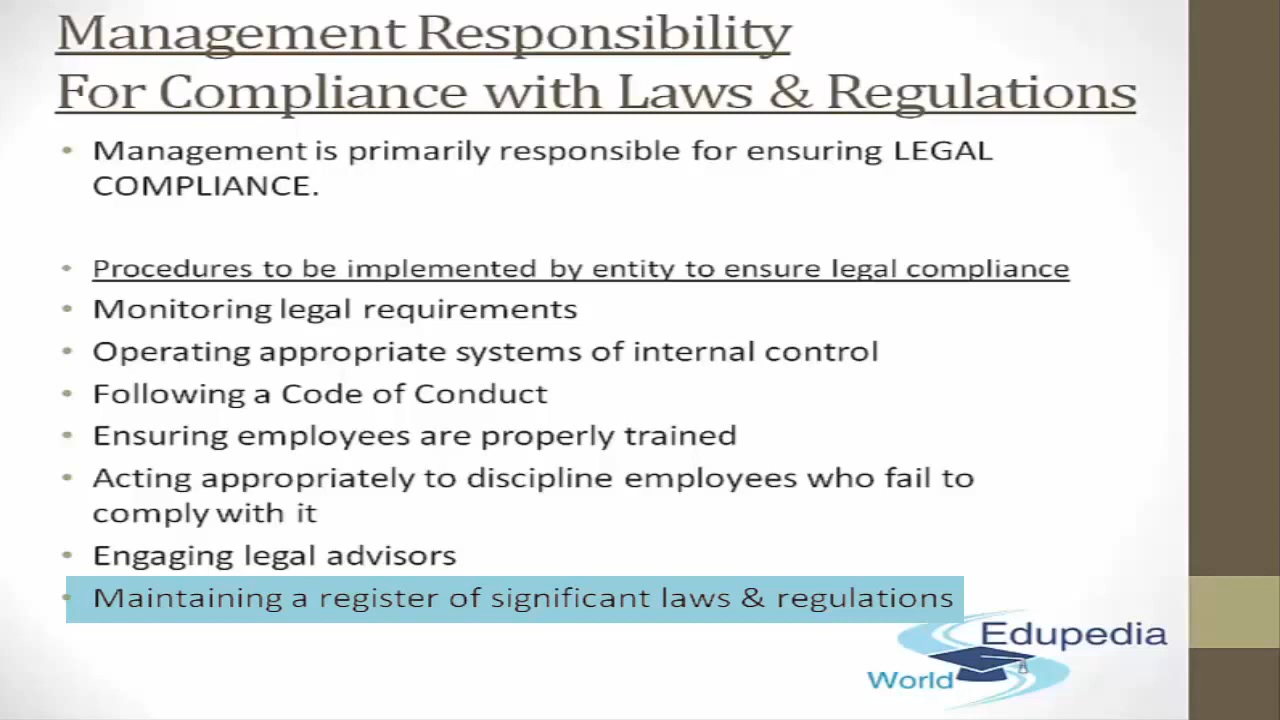 Management Responsibility
For Compliance with Laws & Regulations
• Management is primarily responsible for ensuring LEGAL
COMPLIANCE.
• Procedures to be implemented by entity to ensure legal compliance
• Monitoring legal requirements
• Operating appropriate systems of internal control
• Following a Code of Conduct
• Ensuring employees are properly trained
• Acting appropriately to discipline employees who fail to
comply with it
• Engaging legal advisors
• Maintaining a register of significant laws & regulations
Edupedia
World